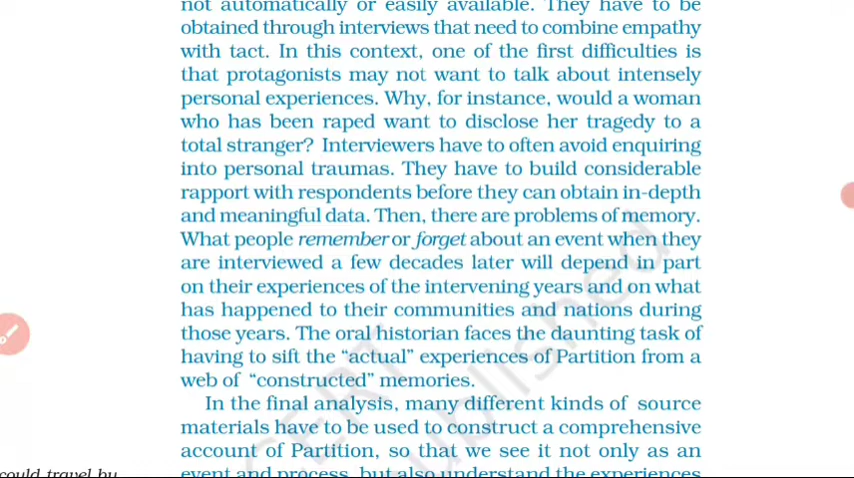 not automatically or easily available. They have to be
obtained through interviews that need to combine empathy
with tact. In this context, one of the first difficulties is
that protagonists may not want to talk about intensely
personal experiences. Why, for instance, would a woman
who has been raped want to disclose her tragedy to a
total stranger? Interviewers have to often avoid enquiring
into personal traumas. They have to build considerable
rapport with respondents before they can obtain in-depth
and meaningful data. Then, there are problems of memory.
What people remember or forget about an event when they
are interviewed a few decades later will depend in part
on their experiences of the intervening years and on what
has happened to their communities and nations during
those years. The oral historian faces the daunting task of
having to sift the “actual” experiences of Partition from a
web of “constructed” memories.
In the final analysis, many different kinds of source
materials have to be used to construct a comprehensive
account of Partition, so that we see it not only as an
event and process, but also understand the experiences
could travel by